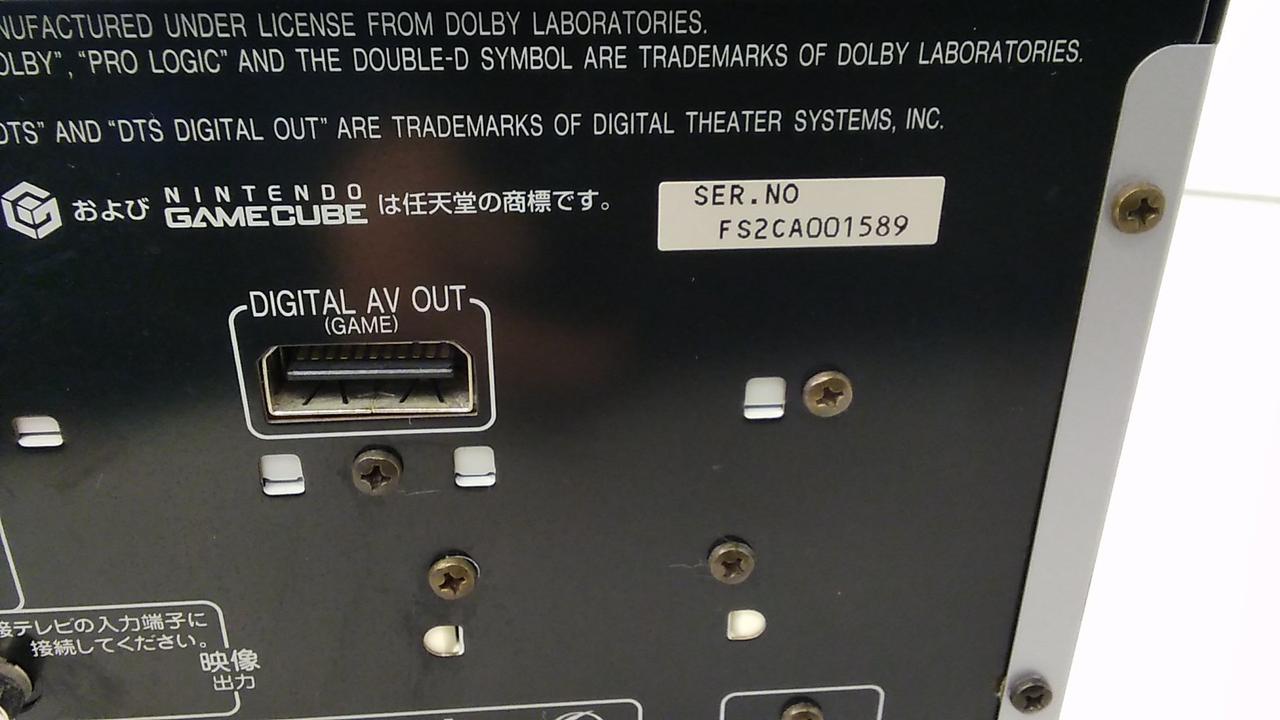 UNDER LICENSE FROM DOLBY LABORATORIES.
"PRO LOGIC" AND THE DOUBLE-D SYMBOL ARE TRADEMARKS OF DOLBY LABORATORIES.
DTS" AND "DTS DIGITAL OUT" ARE TRADEMARKS OF DIGITAL THEATER SYSTEMS, INC.
および NINTENDO GAMECUBE は任天堂の商標です。
SER.NO
FS2CA001589
DIGITAL AV OUT
(GAME)
接テレビの入力端子に
接続してください。
映像
出力